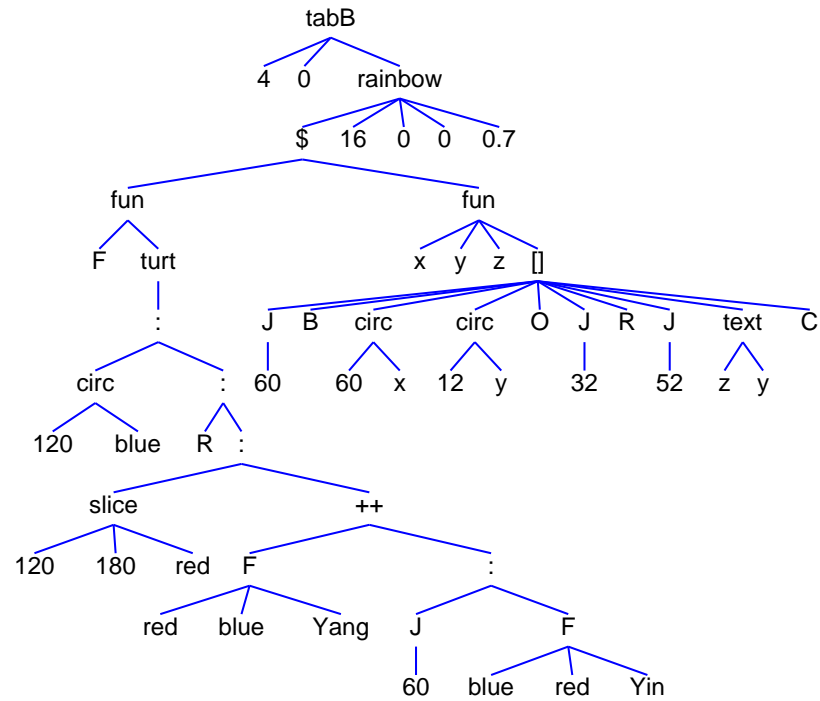 tabB
4 0 rainbow
$ 16 0 0 0.7
fun fun
F turt x y z []
: J B circ circ O J R J text C
circ : 60 60 x 12 y 32 52 z y
120 blue R :
slice ++
120 180 red F :
red blue Yang J F
60 blue red Yin